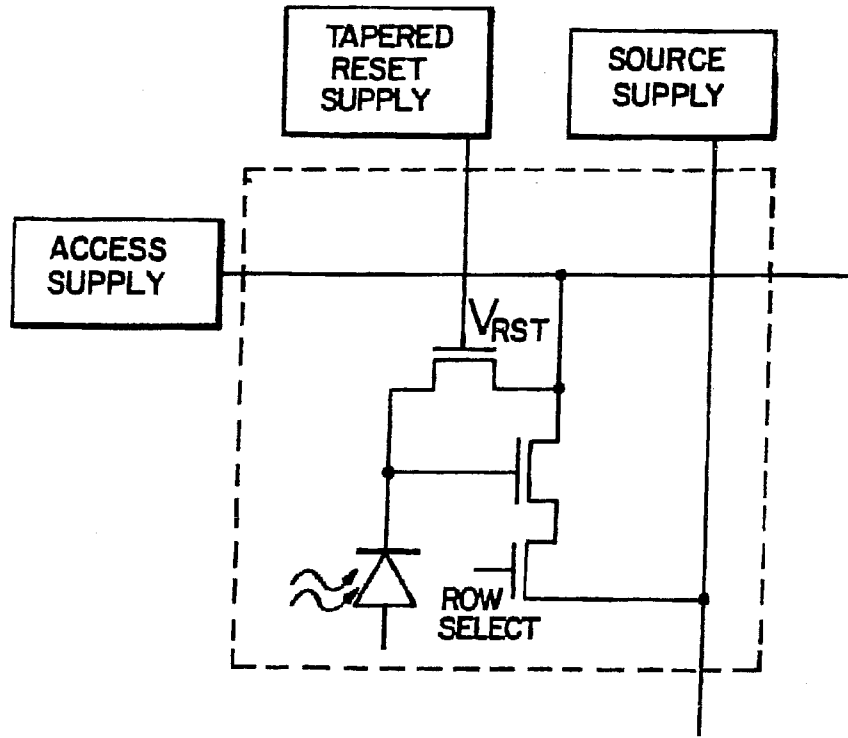 TAPERED
RESET
SUPPLY
SOURCE
SUPPLY
ACCESS
SUPPLY
VRST
ROW
SELECT